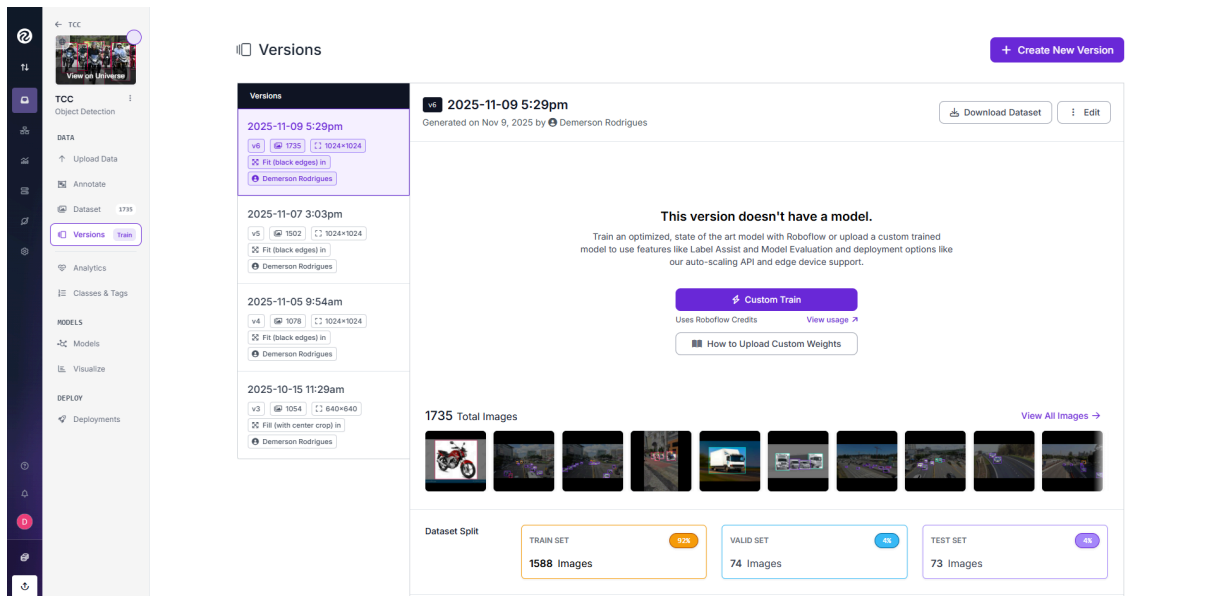 ← TCC
View on Universe
TCC
Object Detection
DATA
Upload Data
Annotate
Dataset 1735
Versions Train
Analytics
Classes & Tags
MODELS
Models
Visualize
DEPLOY
Deployments
D
Versions
+ Create New Version
Versions
2025-11-09 5:29pm
v6 1735 1024×1024
Fit (black edges) in
Demerson Rodrigues
2025-11-07 3:03pm
v5 1502 1024×1024
Fit (black edges) in
Demerson Rodrigues
2025-11-05 9:54am
v4 1078 1024×1024
Fit (black edges) in
Demerson Rodrigues
2025-10-15 11:29am
v3 1054 640×640
Fill (with center crop) in
Demerson Rodrigues
v6 2025-11-09 5:29pm
Generated on Nov 9, 2025 by Demerson Rodrigues
Download Dataset
Edit
This version doesn't have a model.
Train an optimized, state of the art model with Roboflow or upload a custom trained
model to use features like Label Assist and Model Evaluation and deployment options like
our auto-scaling API and edge device support.
Custom Train
Uses Roboflow Credits View usage ↗
How to Upload Custom Weights
1735 Total Images
View All Images →
Dataset Split
TRAIN SET 92%
1588 Images
VALID SET 4%
74 Images
TEST SET 4%
73 Images